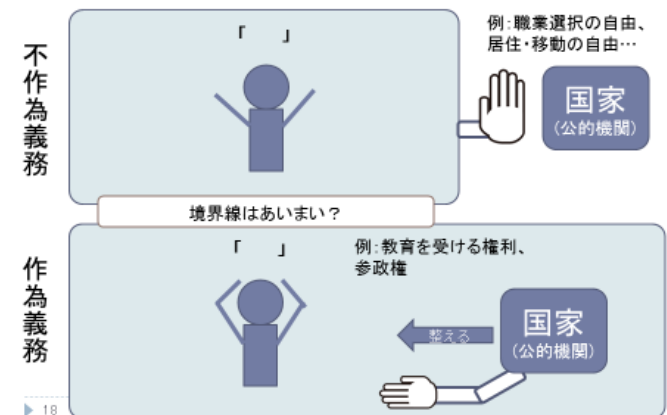 不作為義務
「　　」
例：職業選択の自由、
居住・移動の自由…
国家
(公的機関)
境界線はあいまい？
作為義務
「　　」
例：教育を受ける権利、
参政権
整える
国家
(公的機関)
18